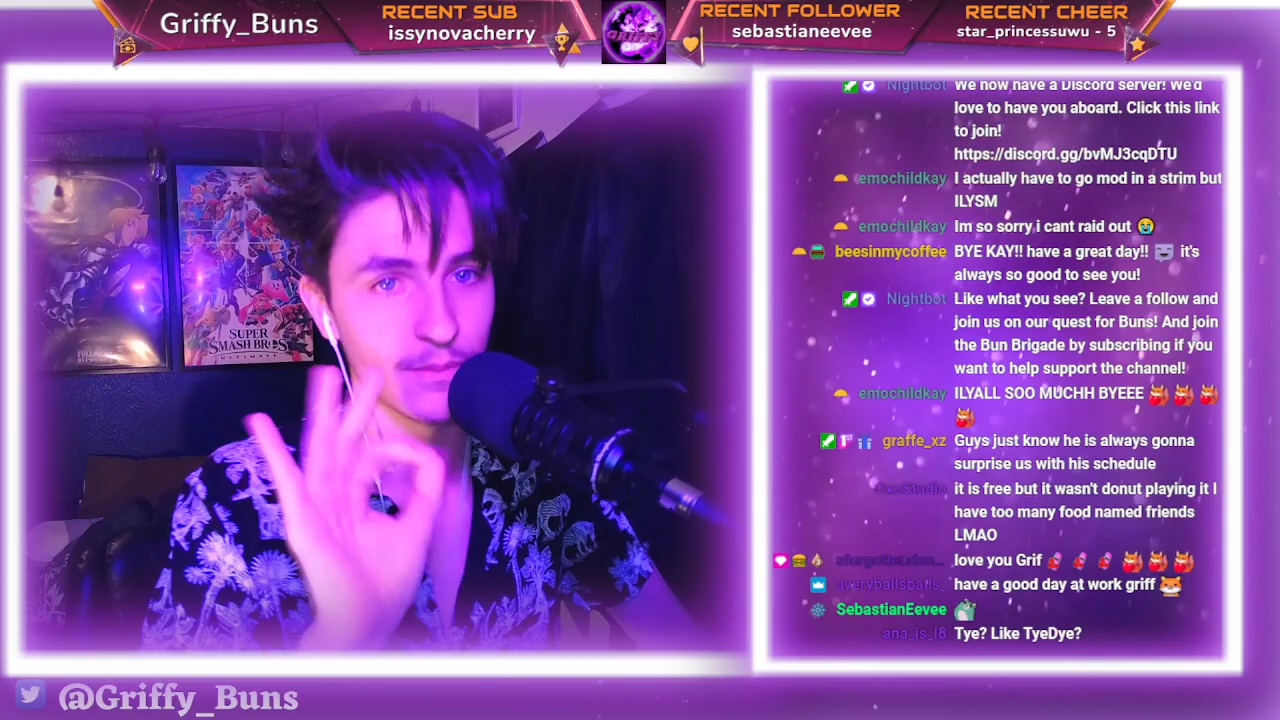 Griffy_Buns
RECENT SUB
issynovacherry
RECENT FOLLOWER
sebastianeevee
RECENT CHEER
star_princessuwu - 5
SUPER
SMASH BROS
ULTIMATE
Nightbot We now have a Discord server! We'd
love to have you aboard. Click this link
to join!
https://discord.gg/bvMJ3cqDTU
emochildkay I actually have to go mod in a strim but
ILYSM
emochildkay Im so sorry i cant raid out
beesinmycoffee BYE KAY!! have a great day!! it's
always so good to see you!
Nightbot Like what you see? Leave a follow and
join us on our quest for Buns! And join
the Bun Brigade by subscribing if you
want to help support the channel!
emochildkay ILYALL SOO MUCHH BYEEE
graffe_xz Guys just know he is always gonna
surprise us with his schedule
it is free but it wasn't donut playing it I
have too many food named friends
LMAO
love you Grif
averyballsballs_ have a good day at work griff
SebastianEevee
ana_is_l8 Tye? Like TyeDye?
@Griffy_Buns